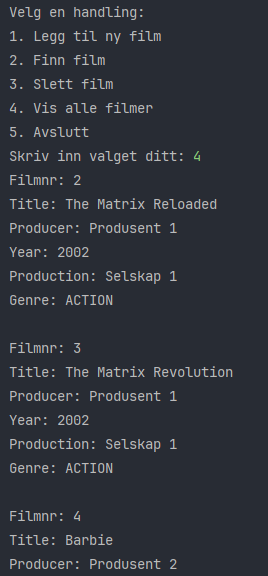 Velg en handling:
1. Legg til ny film
2. Finn film
3. Slett film
4. Vis alle filmer
5. Avslutt
Skriv inn valget ditt: 4
Filmnr: 2
Title: The Matrix Reloaded
Producer: Produsent 1
Year: 2002
Production: Selskap 1
Genre: ACTION
Filmnr: 3
Title: The Matrix Revolution
Producer: Produsent 1
Year: 2002
Production: Selskap 1
Genre: ACTION
Filmnr: 4
Title: Barbie
Producer: Produsent 2